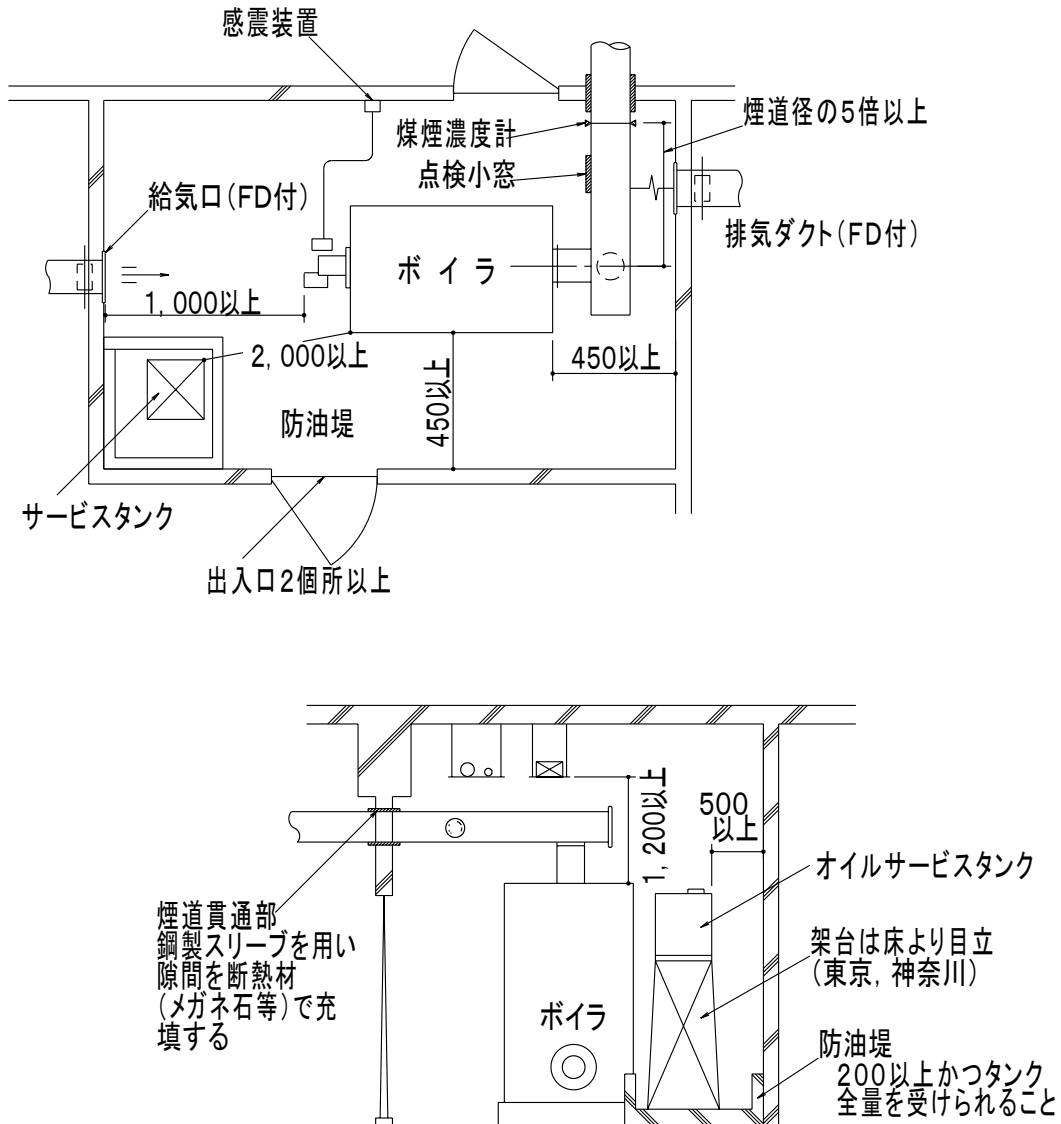 感震装置
煤煙濃度計
煙道径の5倍以上
点検小窓
給気口(FD付)
排気ダクト(FD付)
ボイラ
1,000以上
2,000以上
450以上
450以上
防油堤
サービスタンク
出入口2個所以上
1,200以上
500
以上
オイルサービスタンク
煙道貫通部
鋼製スリーブを用い
隙間を断熱材
(メガネ石等)で充
填する
架台は床より目立
(東京,神奈川)
ボイラ
防油堤
200以上かつタンク
全量を受けられること